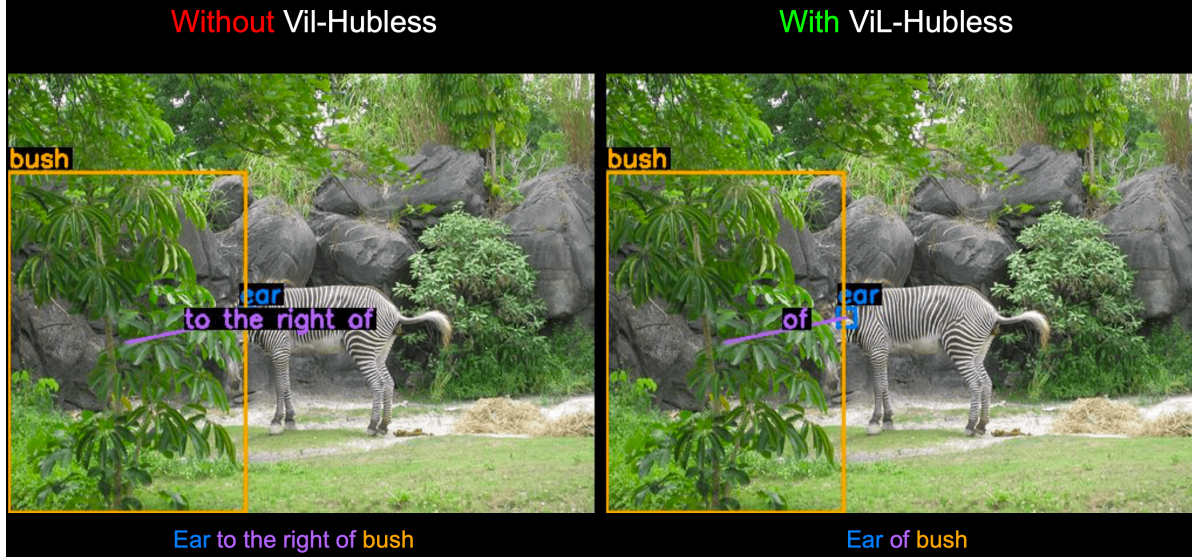 Without Vil-Hubless
With ViL-Hubless
bush
ear
to the right of
bush
ear
of
Ear to the right of bush
Ear of bush